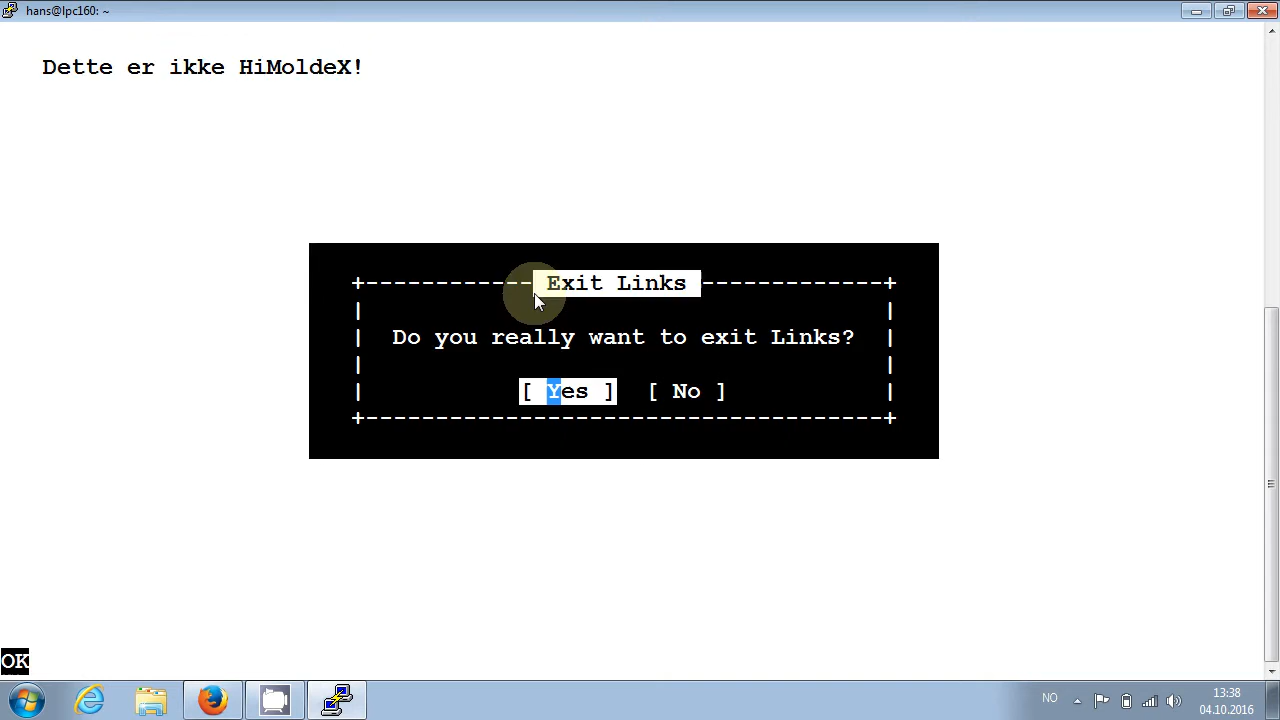 hans@lpc160: ~
Dette er ikke HiMoldeX!
Exit Links
Do you really want to exit Links?
[ Yes ] [ No ]
OK
NO
13:38
04.10.2016